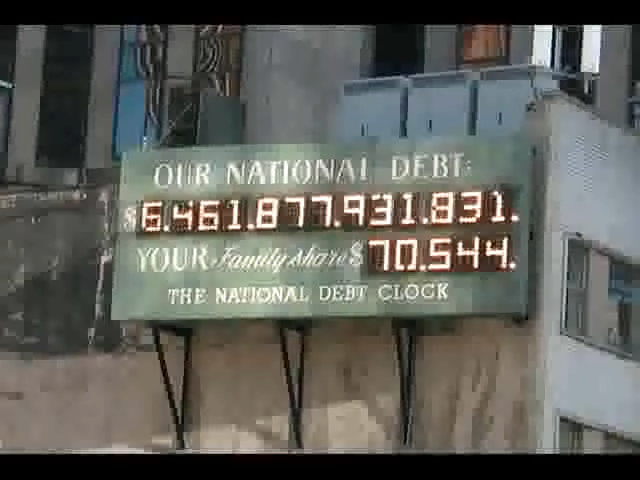 OUR NATIONAL DEBT:
$6.461.877.931.831.
YOUR Family share $70.544.
THE NATIONAL DEBT CLOCK